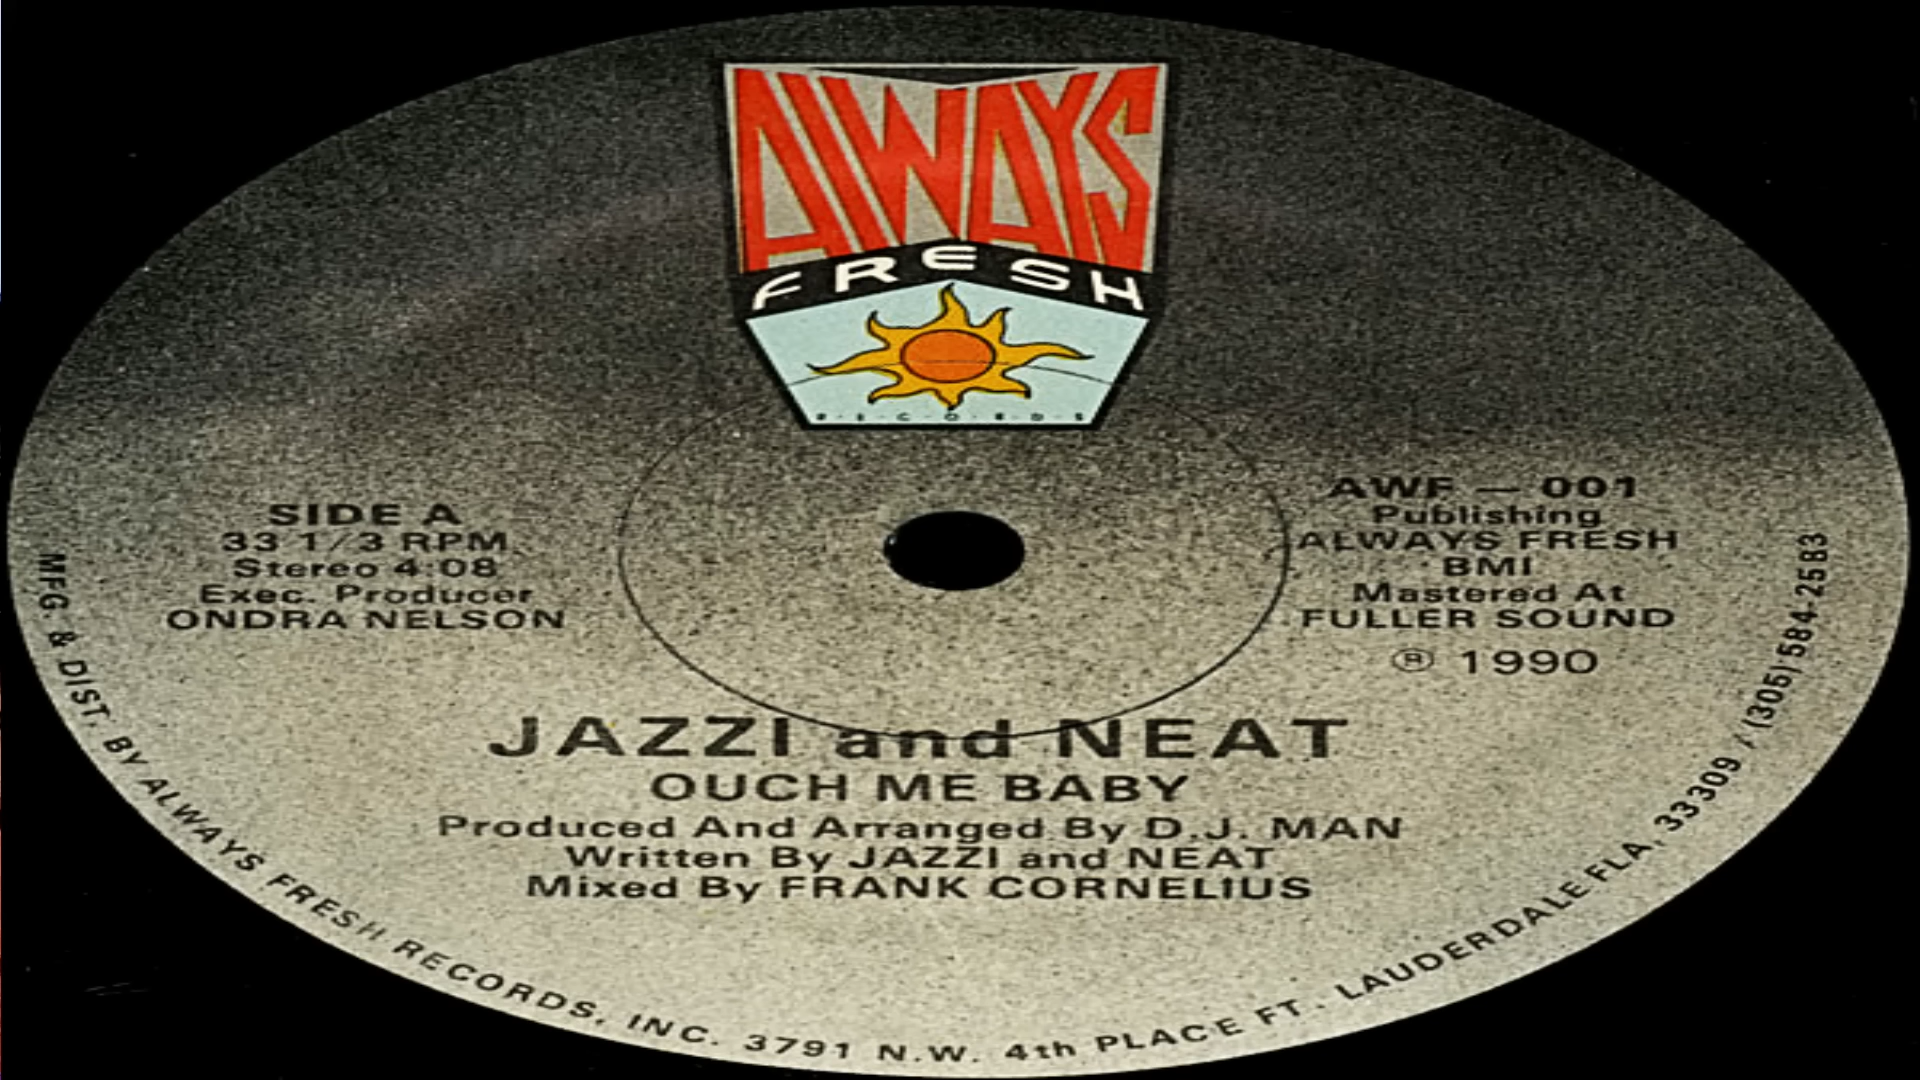 ALWAYS
FRESH
R·E·C·O·R·D·S
SIDE A
33 1/3 RPM
Stereo 4:08
Exec. Producer
ONDRA NELSON
AWF — 001
Publishing
ALWAYS FRESH
BMI
Mastered At
FULLER SOUND
Ⓡ 1990
JAZZI and NEAT
OUCH ME BABY
Produced And Arranged By D.J. MAN
Written By JAZZI and NEAT
Mixed By FRANK CORNELIUS
MFG. & DIST. BY ALWAYS FRESH RECORDS, INC. 3791 N.W. 4th PLACE FT. LAUDERDALE FLA, 33309 / (305) 584-2583